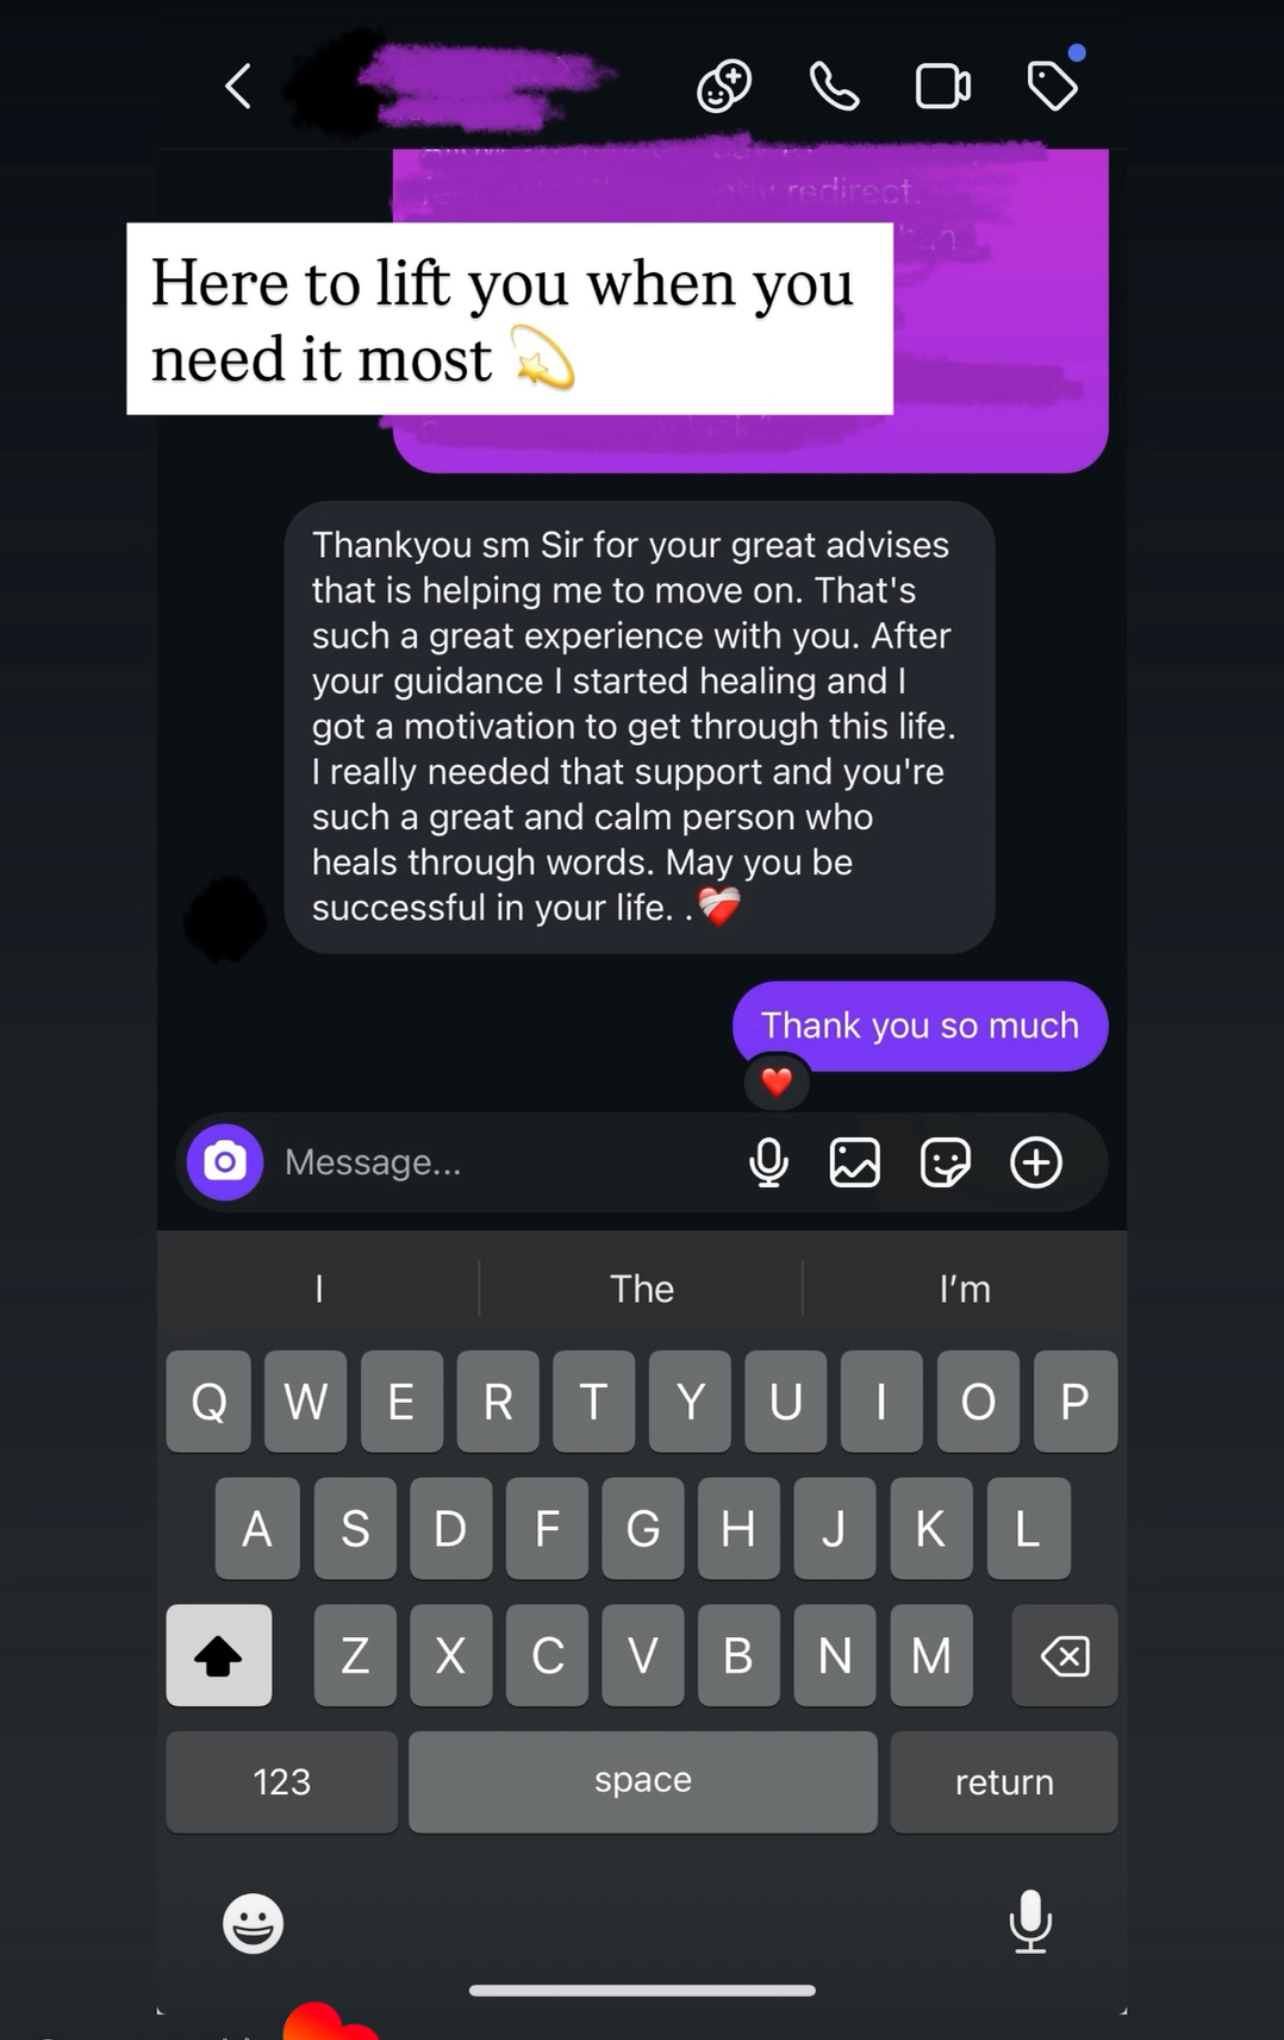 redirect.
Here to lift you when you
need it most 💫
Thankyou sm Sir for your great advises
that is helping me to move on. That's
such a great experience with you. After
your guidance I started healing and I
got a motivation to get through this life.
I really needed that support and you're
such a great and calm person who
heals through words. May you be
successful in your life. . ❤️‍🩹
Thank you so much
Message...
I The I'm
Q W E R T Y U I O P
A S D F G H J K L
Z X C V B N M
123 space return